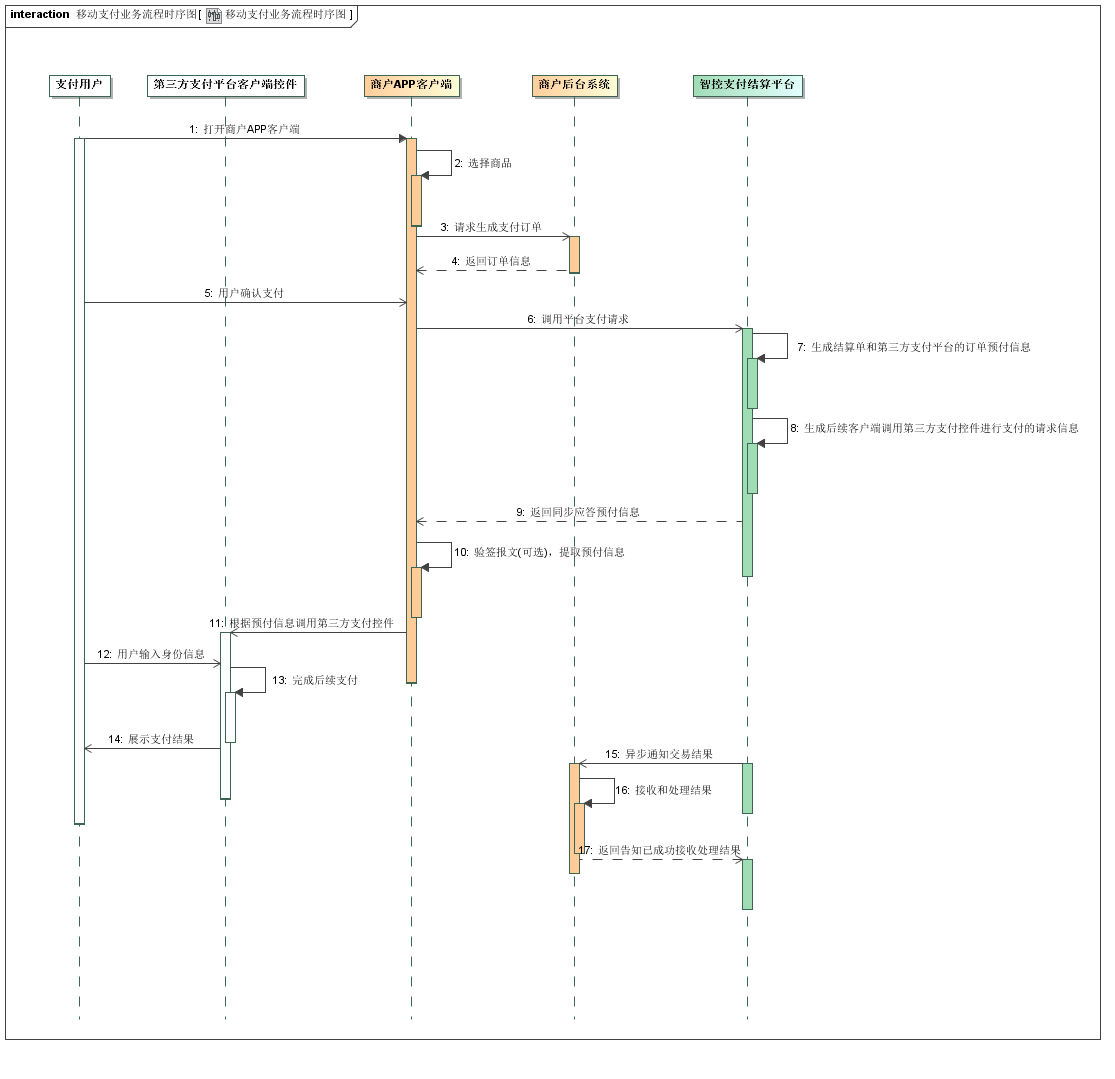 interaction 移动支付业务流程时序图[ 移动支付业务流程时序图 ]
支付用户
第三方支付平台客户端控件
商户APP客户端
商户后台系统
智控支付结算平台
1: 打开商户APP客户端
2: 选择商品
3: 请求生成支付订单
4: 返回订单信息
5: 用户确认支付
6: 调用平台支付请求
7: 生成结算单和第三方支付平台的订单预付信息
8: 生成后续客户端调用第三方支付控件进行支付的请求信息
9: 返回同步应答预付信息
10: 验签报文(可选)，提取预付信息
11: 根据预付信息调用第三方支付控件
12: 用户输入身份信息
13: 完成后续支付
14: 展示支付结果
15: 异步通知交易结果
16: 接收和处理结果
17: 返回告知已成功接收处理结果